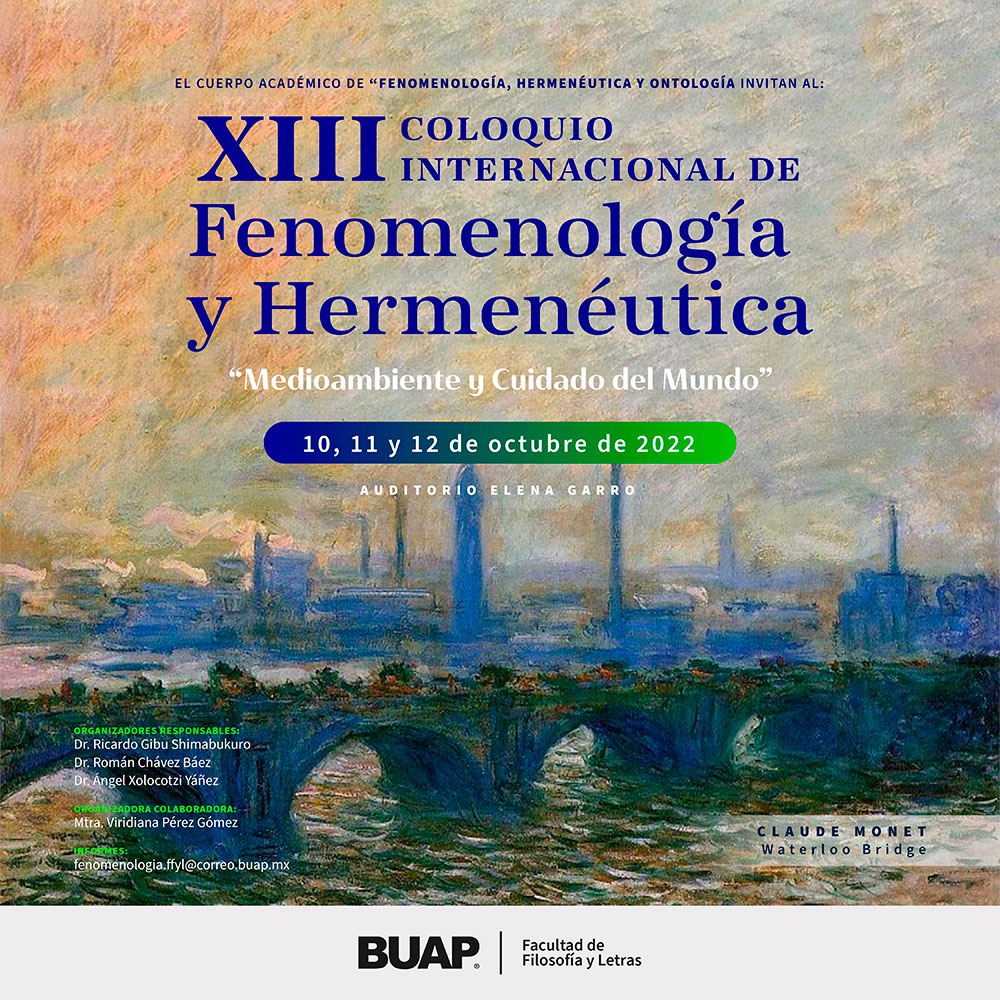 EL CUERPO ACADÉMICO DE “FENOMENOLOGÍA, HERMENÉUTICA Y ONTOLOGÍA INVITAN AL:
XIII COLOQUIO
INTERNACIONAL DE
Fenomenología
y Hermenéutica
“Medioambiente y Cuidado del Mundo”
10, 11 y 12 de octubre de 2022
AUDITORIO ELENA GARRO
ORGANIZADORES RESPONSABLES:
Dr. Ricardo Gibu Shimabukuro
Dr. Román Chávez Báez
Dr. Ángel Xolocotzi Yáñez
ORGANIZADORA COLABORADORA:
Mtra. Viridiana Pérez Gómez
INFORMES:
fenomenologia.ffyl@correo.buap.mx
CLAUDE MONET
Waterloo Bridge
BUAP®
Facultad de
Filosofía y Letras